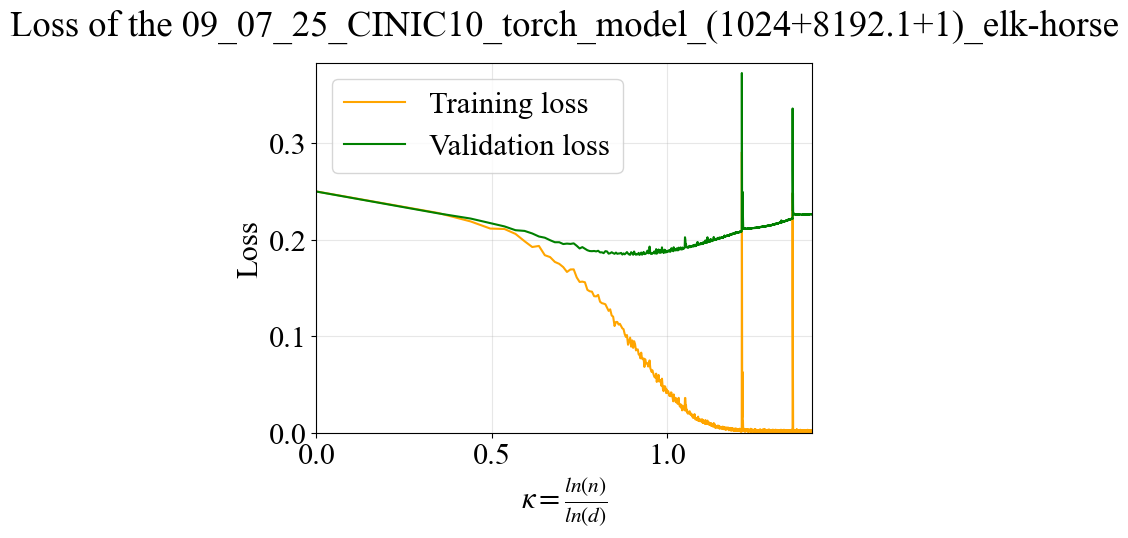 Loss of the 09_07_25_CINIC10_torch_model_(1024+8192.1+1)_elk-horse
Training loss
Validation loss
Loss
0.3
0.2
0.1
0.0
0.0 0.5 1.0
κ = ln(n)/ln(d)